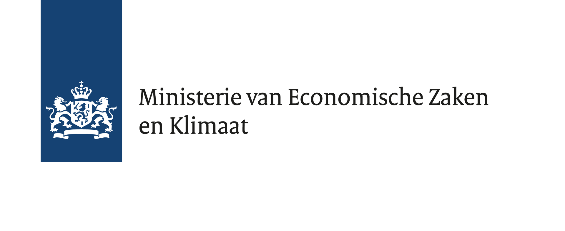 Ministerie van Economische Zaken
en Klimaat